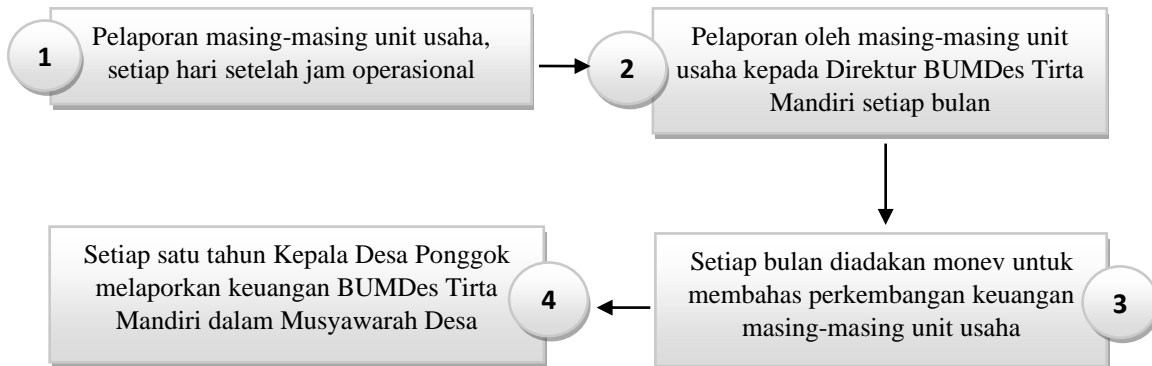 1
Pelaporan masing-masing unit usaha,
setiap hari setelah jam operasional
2
Pelaporan oleh masing-masing unit
usaha kepada Direktur BUMDes Tirta
Mandiri setiap bulan
Setiap bulan diadakan monev untuk
membahas perkembangan keuangan
masing-masing unit usaha
3
Setiap satu tahun Kepala Desa Ponggok
melaporkan keuangan BUMDes Tirta
Mandiri dalam Musyawarah Desa
4